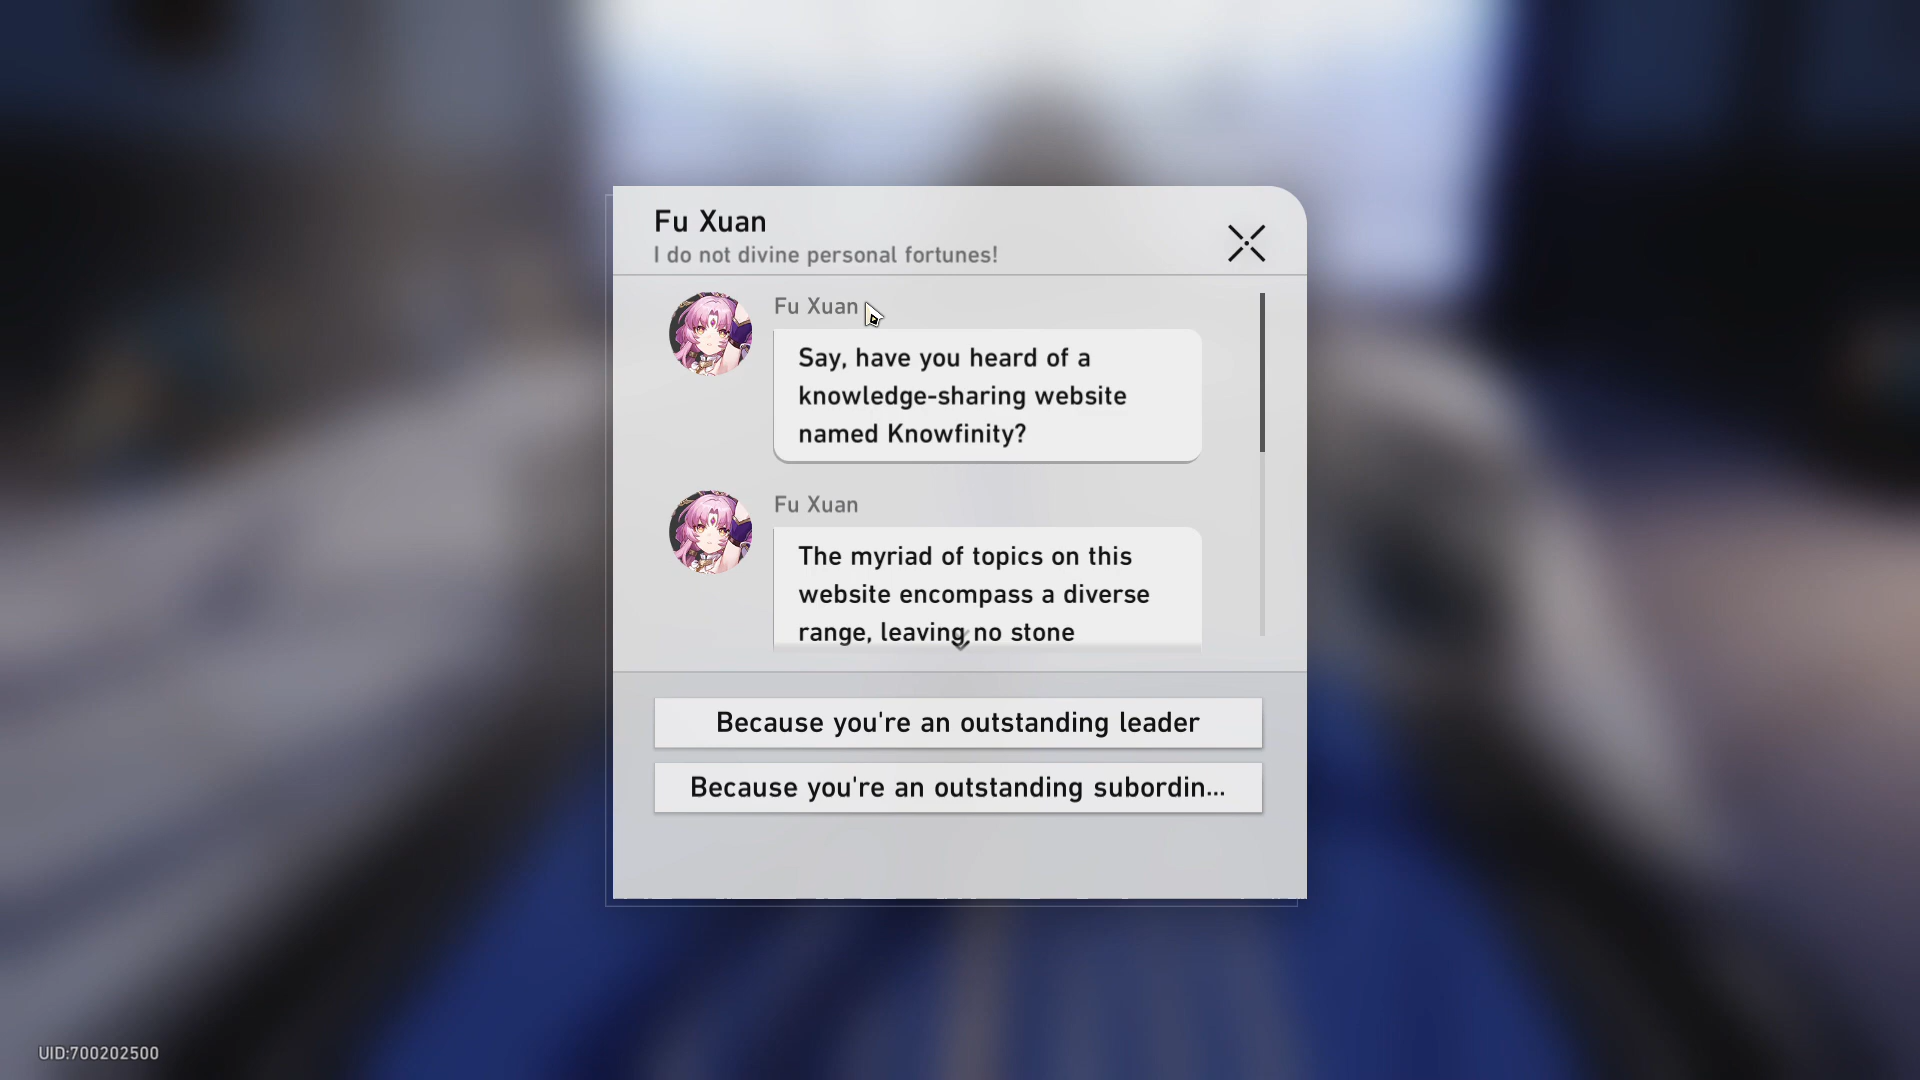 Fu Xuan
I do not divine personal fortunes!
Fu Xuan
Say, have you heard of a
knowledge-sharing website
named Knowfinity?
Fu Xuan
The myriad of topics on this
website encompass a diverse
range, leaving no stone
Because you're an outstanding leader
Because you're an outstanding subordin...
UID:700202500